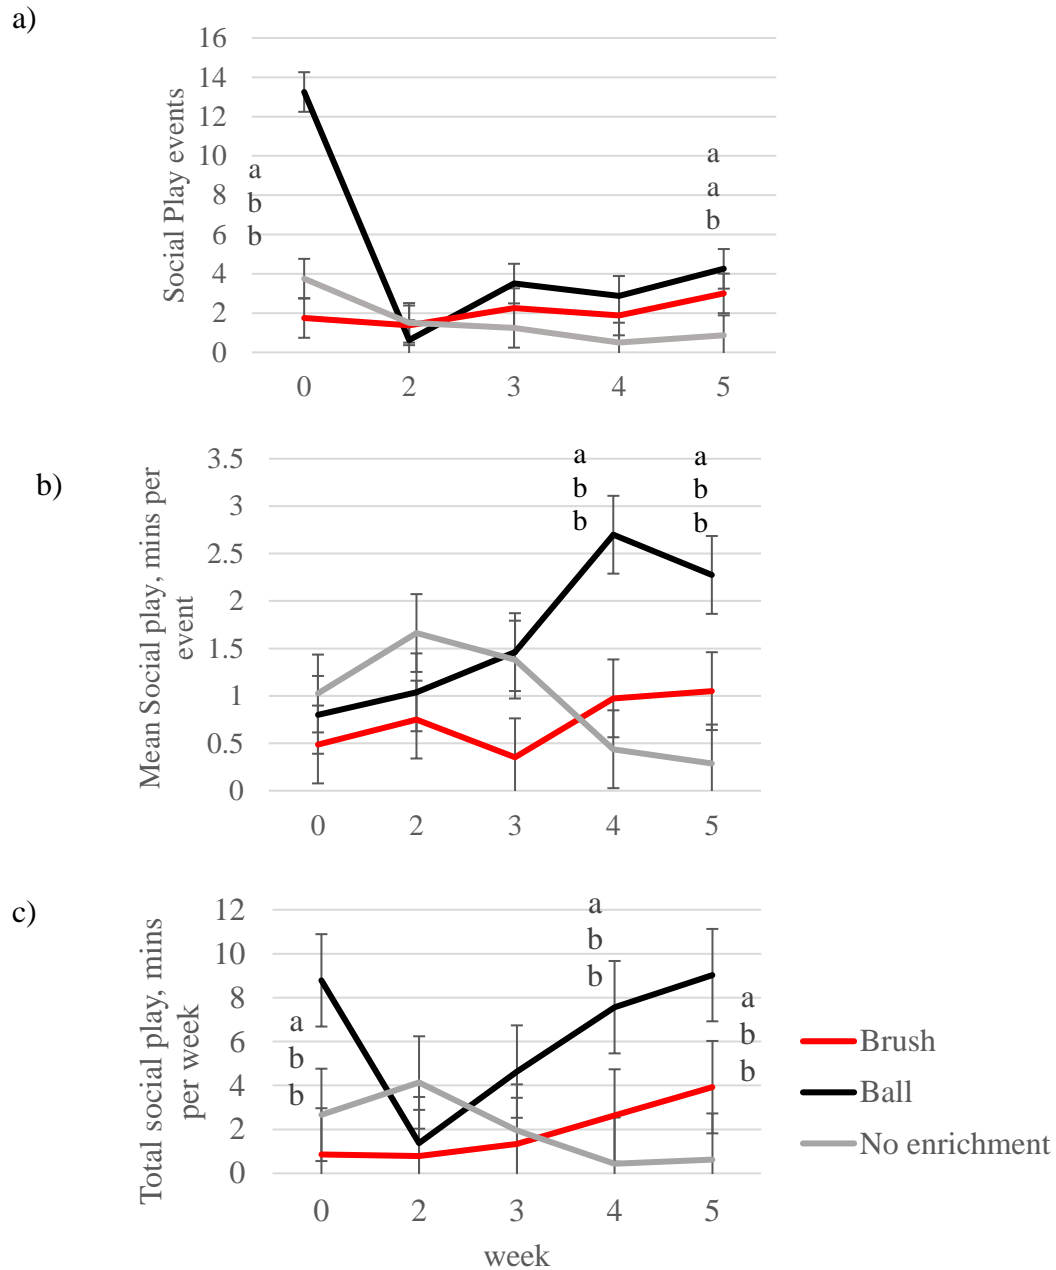 a)
Social Play events
16
14
12
10
8
6
4
2
0
a
b
b
a
a
b
0 2 3 4 5
b)
Mean Social play, mins per
event
3.5
3
2.5
2
1.5
1
0.5
0
a
b
b
a
b
b
0 2 3 4 5
c)
Total social play, mins
per week
12
10
8
6
4
2
0
a
b
b
a
b
b
a
b
b
0 2 3 4 5
week
Brush
Ball
No enrichment